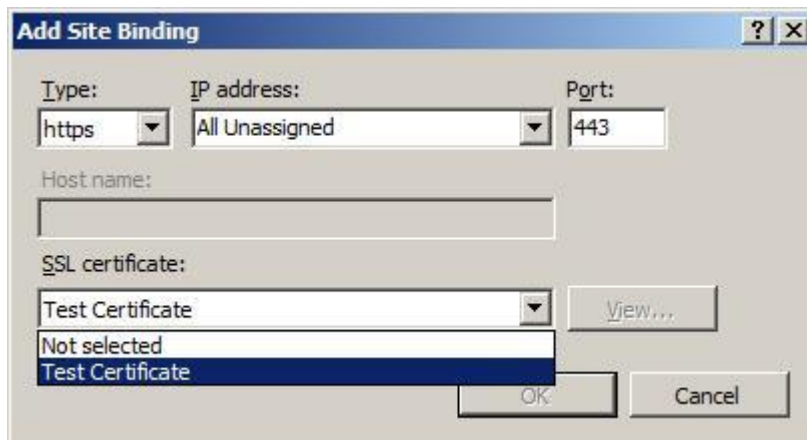 Add Site Binding
Type: IP address: Port:
https All Unassigned 443
Host name:
SSL certificate:
Test Certificate View...
Not selected
Test Certificate
OK Cancel